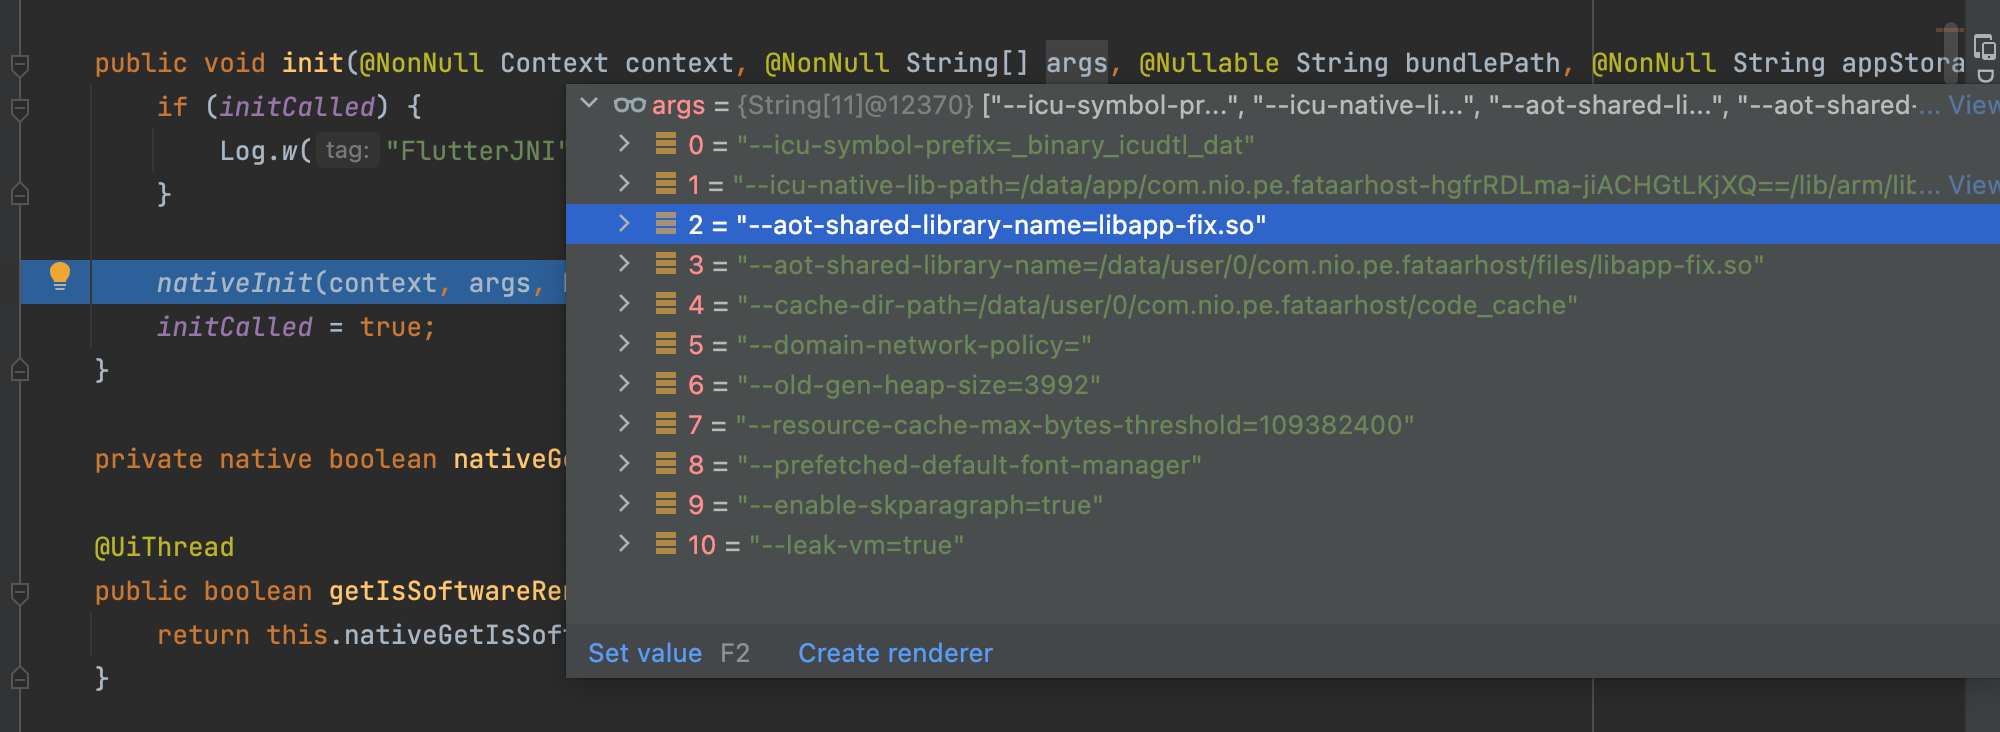 public void init(@NonNull Context context, @NonNull String[] args, @Nullable String bundlePath, @NonNull String appStora
if (initCalled) {
Log.w( tag: "FlutterJNI"
}
nativeInit(context, args,
initCalled = true;
}
private native boolean nativeGe
@UiThread
public boolean getIsSoftwareRe
return this.nativeGetIsSof
}
args = {String[11]@12370} ["--icu-symbol-pr...", "--icu-native-li...", "--aot-shared-li...", "--aot-shared-... View
0 = "--icu-symbol-prefix=_binary_icudtl_dat"
1 = "--icu-native-lib-path=/data/app/com.nio.pe.fataarhost-hgfrRDLma-jiACHGtLKjXQ==/lib/arm/lib... View
2 = "--aot-shared-library-name=libapp-fix.so"
3 = "--aot-shared-library-name=/data/user/0/com.nio.pe.fataarhost/files/libapp-fix.so"
4 = "--cache-dir-path=/data/user/0/com.nio.pe.fataarhost/code_cache"
5 = "--domain-network-policy="
6 = "--old-gen-heap-size=3992"
7 = "--resource-cache-max-bytes-threshold=109382400"
8 = "--prefetched-default-font-manager"
9 = "--enable-skparagraph=true"
10 = "--leak-vm=true"
Set value F2 Create renderer
D